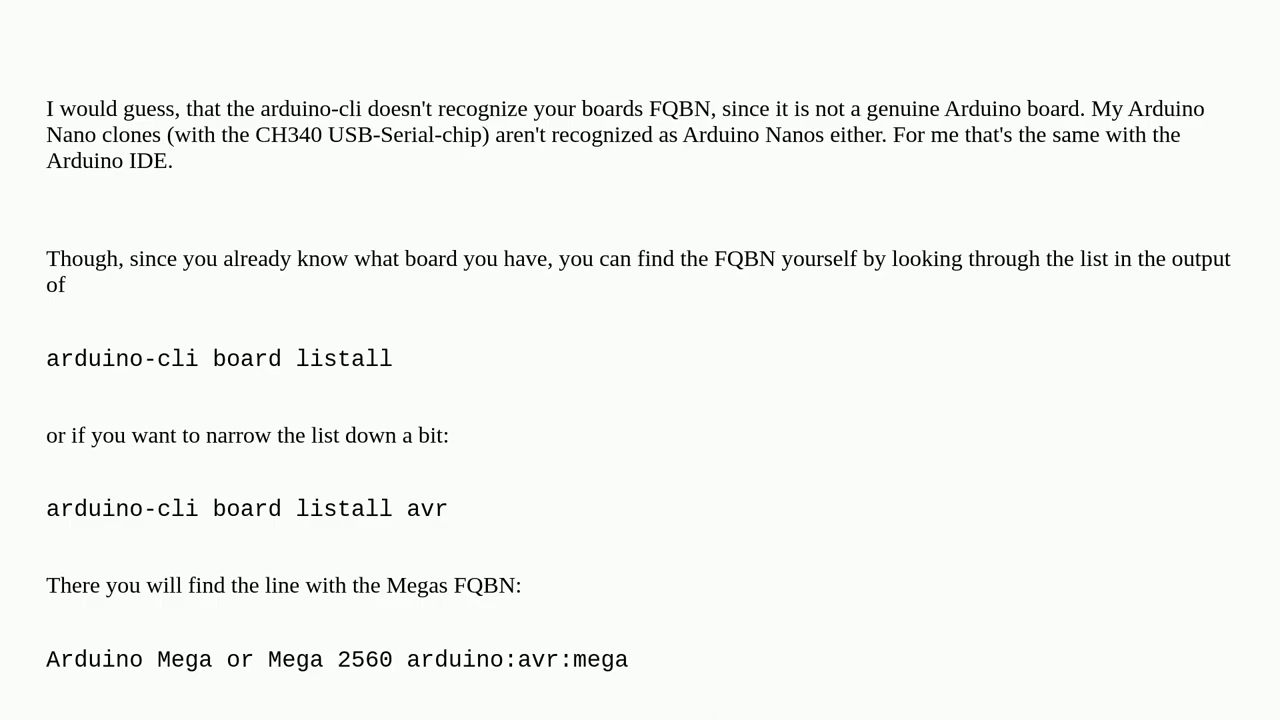 I would guess, that the arduino-cli doesn't recognize your boards FQBN, since it is not a genuine Arduino board. My Arduino
Nano clones (with the CH340 USB-Serial-chip) aren't recognized as Arduino Nanos either. For me that's the same with the
Arduino IDE.
Though, since you already know what board you have, you can find the FQBN yourself by looking through the list in the output
of
arduino-cli board listall
or if you want to narrow the list down a bit:
arduino-cli board listall avr
There you will find the line with the Megas FQBN:
Arduino Mega or Mega 2560 arduino:avr:mega